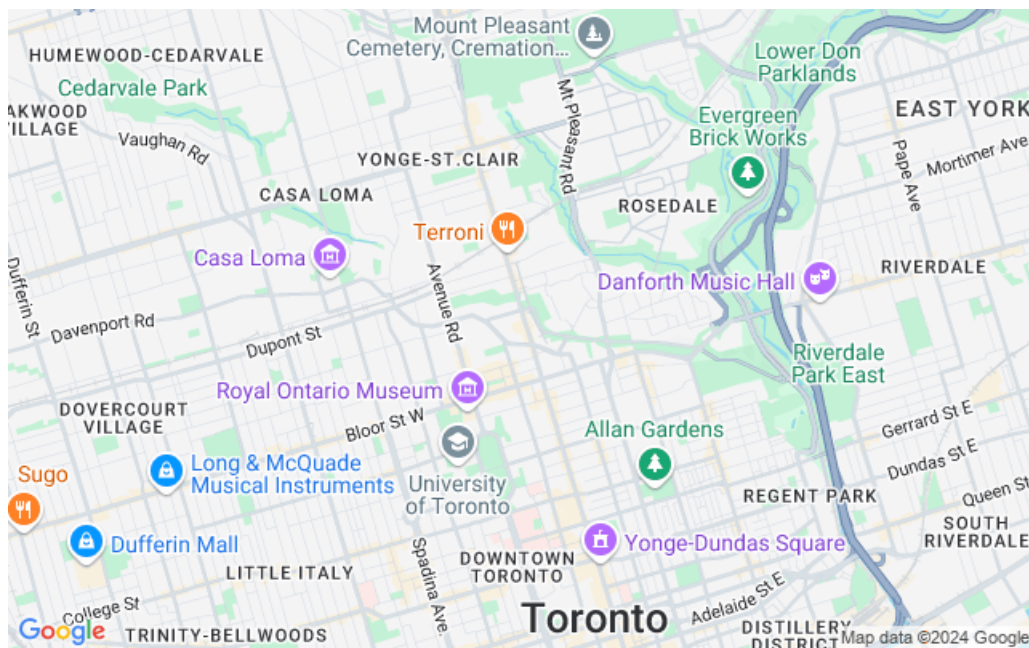 Mount Pleasant
Cemetery, Cremation...
HUMEWOOD-CEDARVALE
Lower Don
Parklands
Cedarvale Park
Mt Pleasant Rd
EAST YORK
AKWOOD
VILLAGE
Evergreen
Brick Works
Vaughan Rd
YONGE-ST.CLAIR
Mortimer Ave
Pape Ave
CASA LOMA
ROSEDALE
Terroni
Casa Loma
Dufferin St
Avenue Rd
Danforth Music Hall
RIVERDALE
Davenport Rd
Dupont St
Riverdale
Park East
Royal Ontario Museum
DOVERCOURT
VILLAGE
Bloor St W
Allan Gardens
Gerrard St E
Sugo
Long & McQuade
Musical Instruments
University
of Toronto
Dundas St E
REGENT PARK
Queen St
SOUTH
RIVERDALE
Dufferin Mall
Spadina Ave.
Yonge-Dundas Square
DOWNTOWN
TORONTO
LITTLE ITALY
Adelaide St E
College St
Toronto
Google
TRINITY-BELLWOODS
DISTILLERY
DISTRICT
Map data ©2024 Google